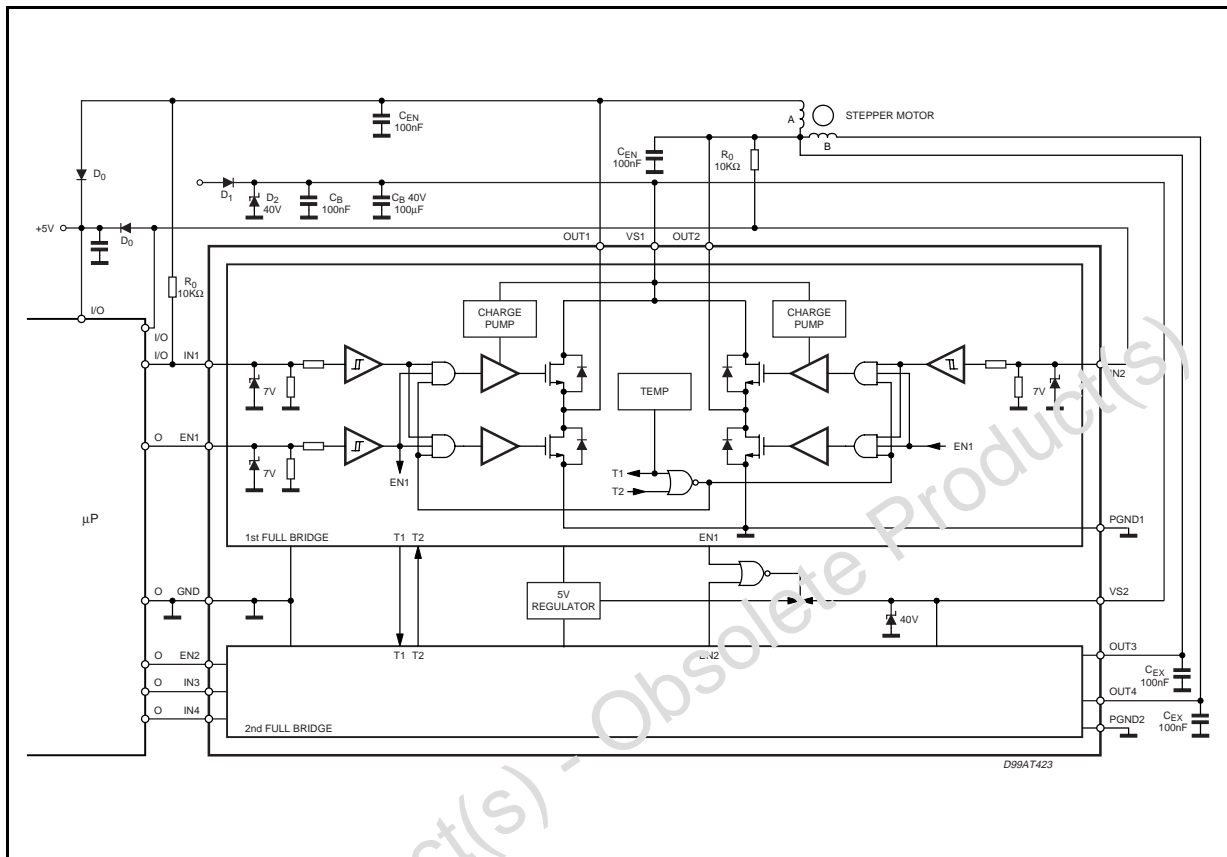 CEN
100nF
A
STEPPER MOTOR
B
CEN
100nF
R0
10KΩ
D0
D1
D2
40V
CB
100nF
CB 40V
100µF
+5V
D0
OUT1
VS1
OUT2
R0
10KΩ
I/O
I/O
I/O
IN1
CHARGE
PUMP
CHARGE
PUMP
IN2
7V
TEMP
7V
O
EN1
7V
EN1
T1
T2
EN1
µP
PGND1
1st FULL BRIDGE
T1
T2
EN1
O
GND
5V
REGULATOR
VS2
40V
O
EN2
T1
T2
EN2
OUT3
O
IN3
CEX
100nF
O
IN4
OUT4
2nd FULL BRIDGE
PGND2
CEX
100nF
D99AT423
ct(s) - Obsolete Product(s)